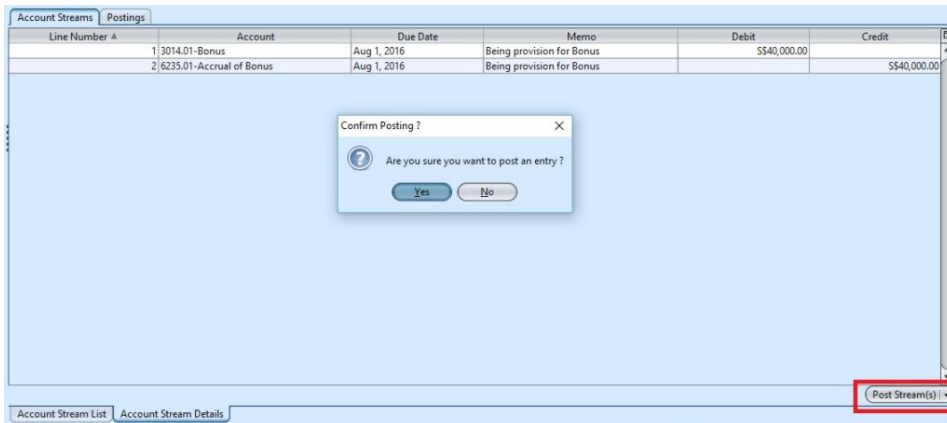 Account Streams Postings
Line Number Account Due Date Memo Debit Credit
1 3014.01-Bonus Aug 1, 2016 Being provision for Bonus S$40,000.00
2 6235.01-Accrual of Bonus Aug 1, 2016 Being provision for Bonus S$40,000.00
Confirm Posting ?
Are you sure you want to post an entry ?
Yes No
Post Stream(s)
Account Stream List Account Stream Details